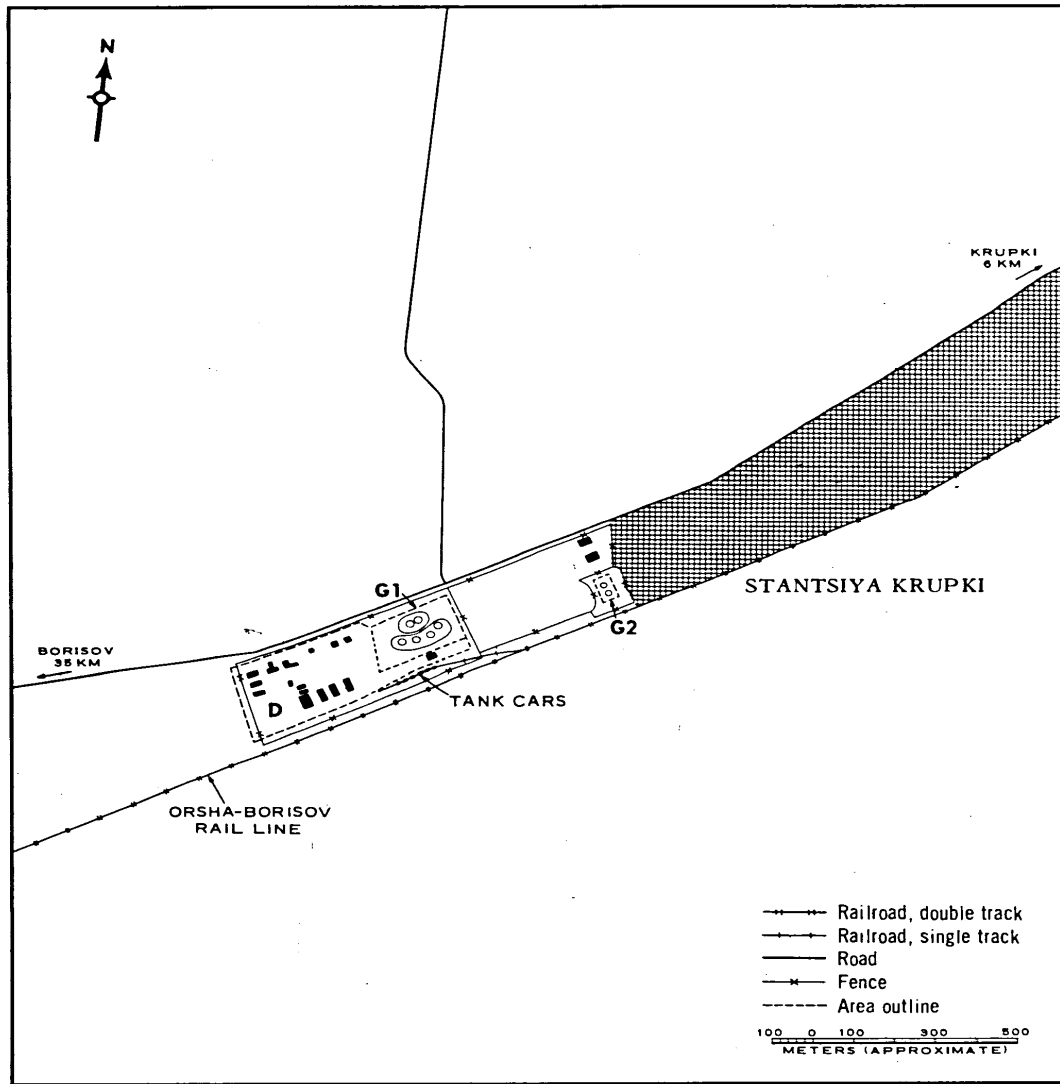 N
KRUPKI
6 KM
STANTSIYA KRUPKI
G1
G2
BORISOV
35 KM
D
TANK CARS
ORSHA-BORISOV
RAIL LINE
Railroad, double track
Railroad, single track
Road
Fence
Area outline
100 0 100 300 500
METERS (APPROXIMATE)